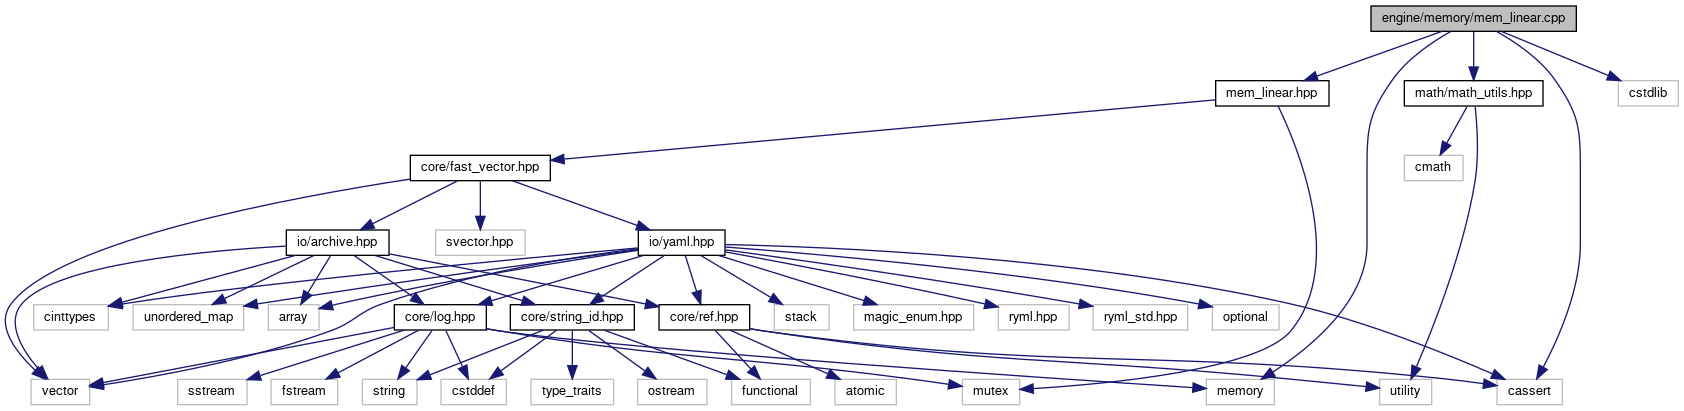 engine/memory/mem_linear.cpp
mem_linear.hpp
math/math_utils.hpp
cstdlib
core/fast_vector.hpp
cmath
io/archive.hpp
svector.hpp
io/yaml.hpp
cinttypes
unordered_map
array
core/log.hpp
core/string_id.hpp
core/ref.hpp
stack
magic_enum.hpp
ryml.hpp
ryml_std.hpp
optional
vector
sstream
fstream
string
cstddef
type_traits
ostream
functional
atomic
mutex
memory
utility
cassert